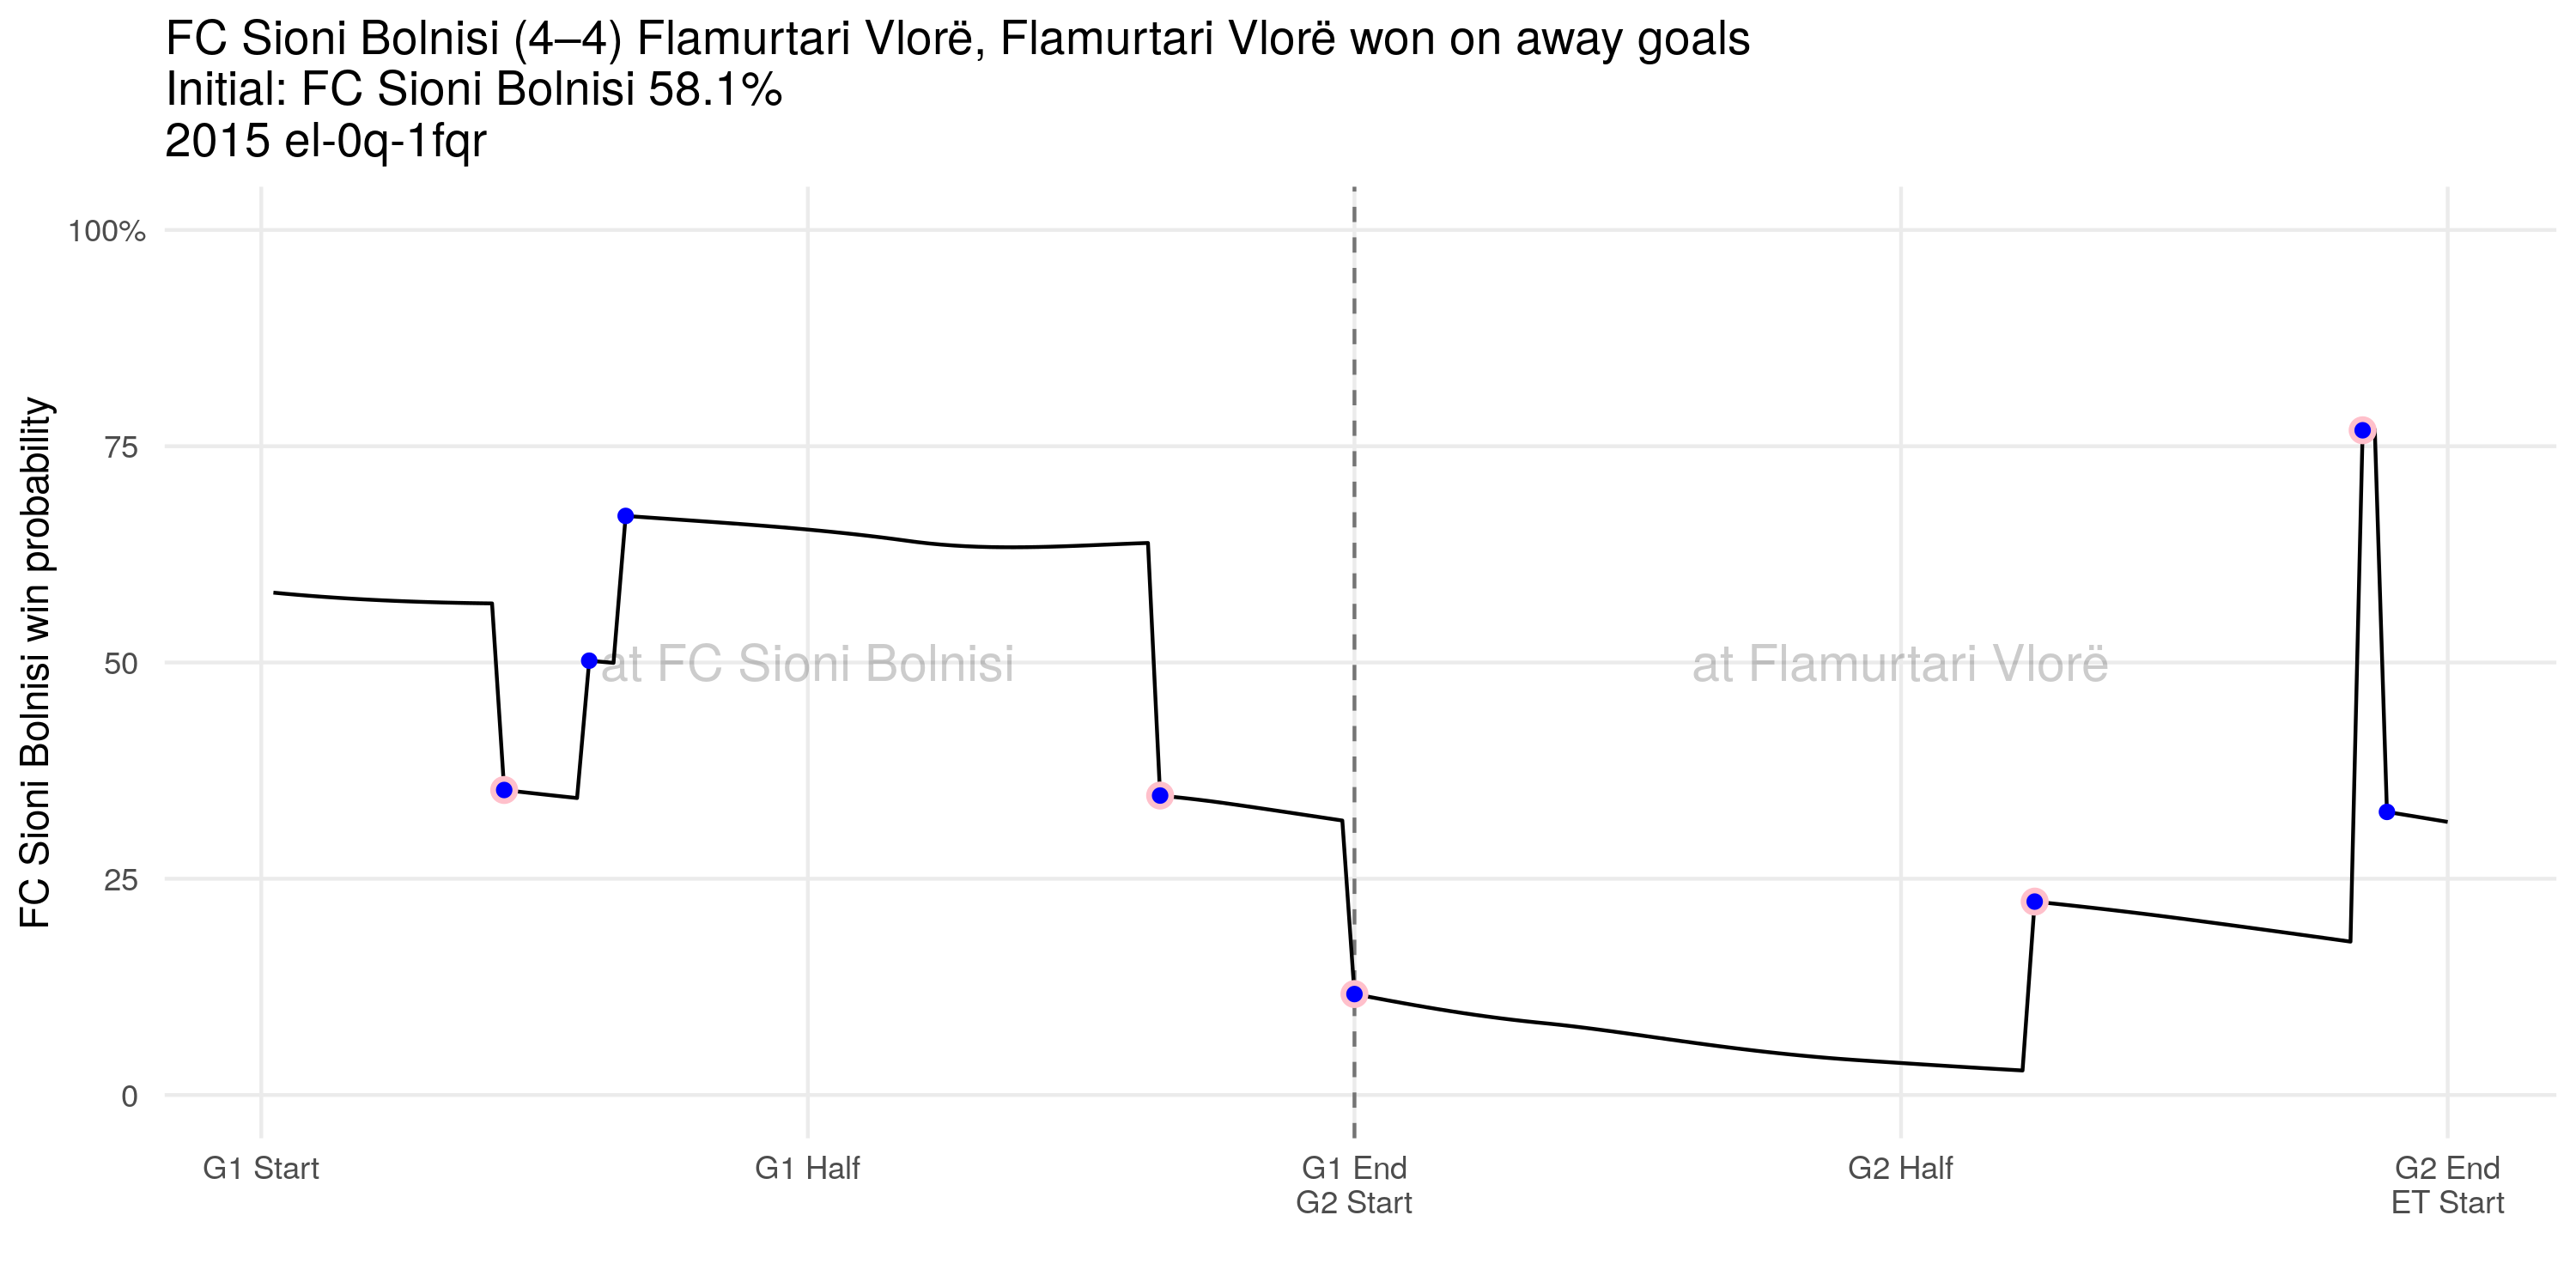 FC Sioni Bolnisi (4–4) Flamurtari Vlorë, Flamurtari Vlorë won on away goals
Initial: FC Sioni Bolnisi 58.1%
2015 el-0q-1fqr
FC Sioni Bolnisi win probability
100%
75
50
25
0
at FC Sioni Bolnisi
at Flamurtari Vlorë
G1 Start
G1 Half
G1 End
G2 Start
G2 Half
G2 End
ET Start